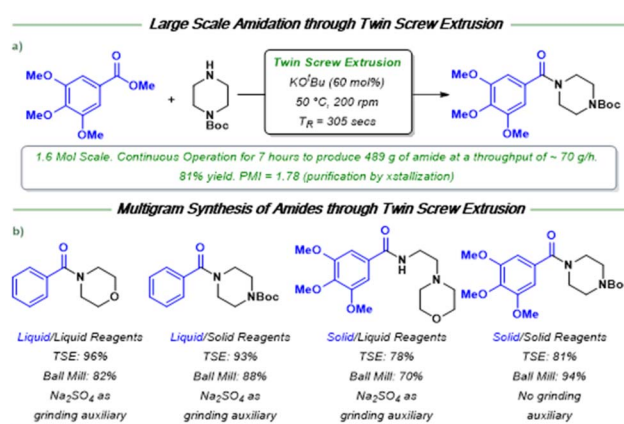 Large Scale Amidation through Twin Screw Extrusion
a)
MeO
MeO
OMe
O
OMe
+
H
N
N
Boc
Twin Screw Extrusion
KOᵗBu (60 mol%)
50 °C, 200 rpm
T_R = 305 secs
MeO
MeO
OMe
O
N
N
Boc
1.6 Mol Scale. Continuous Operation for 7 hours to produce 489 g of amide at a throughput of ~ 70 g/h.
81% yield. PMI = 1.78 (purification by xstallization)
Multigram Synthesis of Amides through Twin Screw Extrusion
b)
O
N
O
Liquid/Liquid Reagents
TSE: 96%
Ball Mill: 82%
Na₂SO₄ as
grinding auxiliary
O
N
N
Boc
Liquid/Solid Reagents
TSE: 93%
Ball Mill: 88%
Na₂SO₄ as
grinding auxiliary
MeO
MeO
OMe
O
N
H
N
O
Solid/Liquid Reagents
TSE: 78%
Ball Mill: 70%
Na₂SO₄ as
grinding auxiliary
MeO
MeO
OMe
O
N
N
Boc
Solid/Solid Reagents
TSE: 81%
Ball Mill: 94%
No grinding
auxiliary